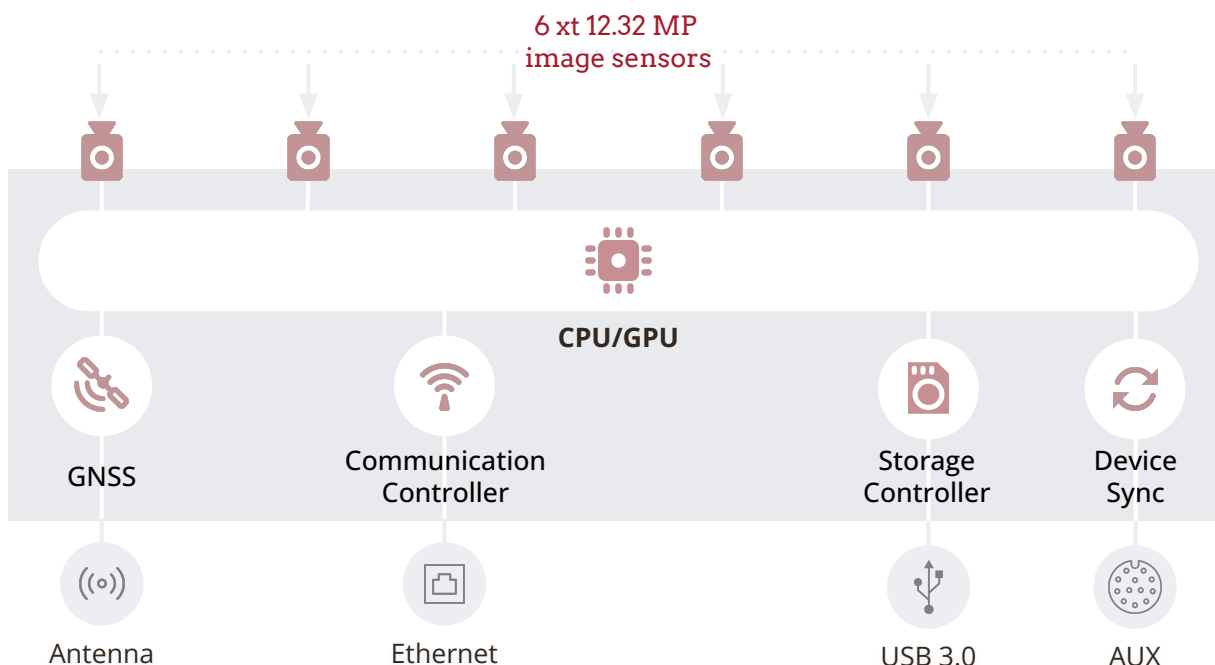 6 xt 12.32 MP
image sensors
CPU/GPU
GNSS
Communication
Controller
Storage
Controller
Device
Sync
Antenna
Ethernet
USB 3.0
AUX